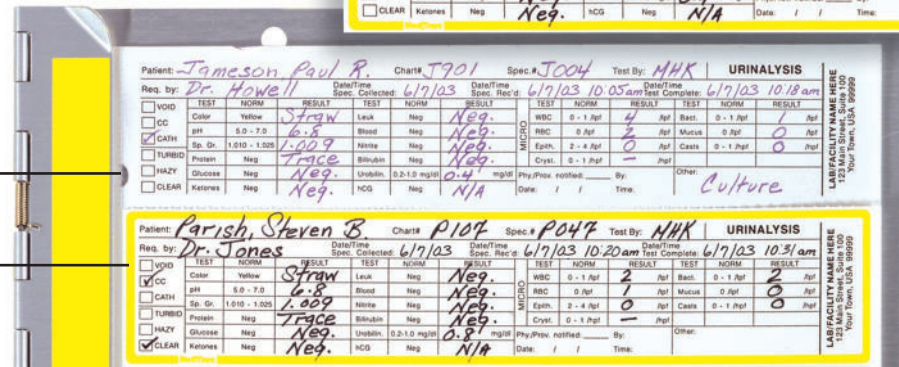 CLEAR Ketones Neg Neg. hCG Neg N/A Date: / / Time:
Patient: Jameson, Paul R. Chart# J901 Spec.# J004 Test By: MHK URINALYSIS
Req. by: Dr. Howell Date/Time Spec. Collected: 6/7/03 Date/Time Spec. Rec'd: 6/7/03 10:05am Date/Time Test Complete: 6/7/03 10:18am
VOID TEST NORM RESULT TEST NORM RESULT TEST NORM RESULT TEST NORM RESULT
CC Color Yellow Straw Leuk Neg Neg. WBC 0 - 1 /hpf 4 /hpf Bact. 0 - 1 /hpf 1 /hpf
CATH pH 5.0 - 7.0 6.8 Blood Neg Neg. MICRO RBC 0 /hpf 2 /hpf Mucus 0 /hpf 0 /hpf
TURBID Sp. Gr. 1.010 - 1.025 1.009 Nitrite Neg Neg. Epith. 2 - 4 /hpf 0 /hpf Casts 0 - 1 /hpf 0 /hpf
Protein Neg Trace Bilirubin Neg Neg. Cryst. 0 - 1 /hpf — /hpf
HAZY Glucose Neg Neg. Urobilin. 0.2-1.0 mg/dl 0.4 mg/dl Phy./Prov. notified: By: Other: Culture
CLEAR Ketones Neg Neg. hCG Neg N/A Date: / / Time:
LAB/FACILITY NAME HERE
123 Main Street, Suite 100
Your Town, USA 99999
Patient: Parish, Steven B. Chart# P107 Spec.# P047 Test By: MHK URINALYSIS
Req. by: Dr. Jones Date/Time Spec. Collected: 6/7/03 Date/Time Spec. Rec'd: 6/7/03 10:20am Date/Time Test Complete: 6/7/03 10:31am
VOID TEST NORM RESULT TEST NORM RESULT TEST NORM RESULT TEST NORM RESULT
CC Color Yellow Straw Leuk Neg Neg. WBC 0 - 1 /hpf 2 /hpf Bact. 0 - 1 /hpf 2 /hpf
CATH pH 5.0 - 7.0 6.8 Blood Neg Neg. MICRO RBC 0 /hpf 1 /hpf Mucus 0 /hpf 0 /hpf
TURBID Sp. Gr. 1.010 - 1.025 1.009 Nitrite Neg Neg. Epith. 2 - 4 /hpf 0 /hpf Casts 0 - 1 /hpf 0 /hpf
Protein Neg Trace Bilirubin Neg Neg. Cryst. 0 - 1 /hpf — /hpf
HAZY Glucose Neg Neg. Urobilin. 0.2-1.0 mg/dl 0.8 mg/dl Phy./Prov. notified: By: Other:
CLEAR Ketones Neg Neg. hCG Neg N/A Date: / / Time:
LAB/FACILITY NAME HERE
123 Main Street, Suite 100
Your Town, USA 99999